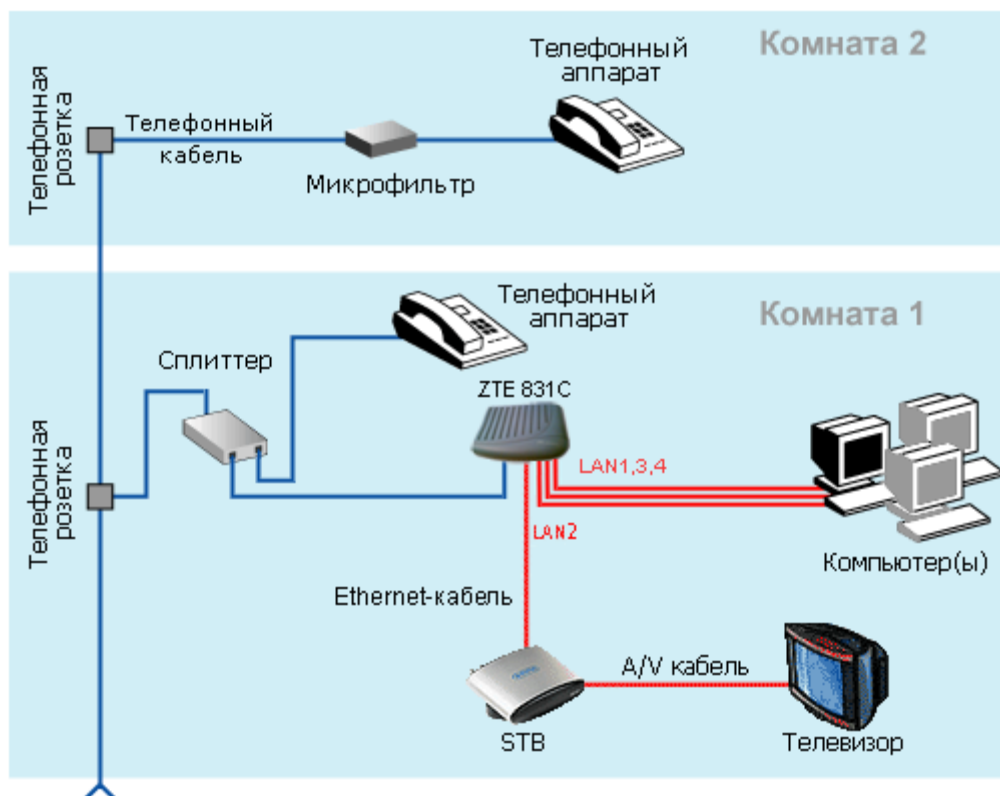 Комната 2
Телефонный
аппарат
Телефонная
розетка
Телефонный
кабель
Микрофильтр
Комната 1
Телефонный
аппарат
Сплиттер
ZTE 831C
Телефонная
розетка
LAN1,3,4
LAN2
Компьютер(ы)
Ethernet-кабель
A/V кабель
STB
Телевизор